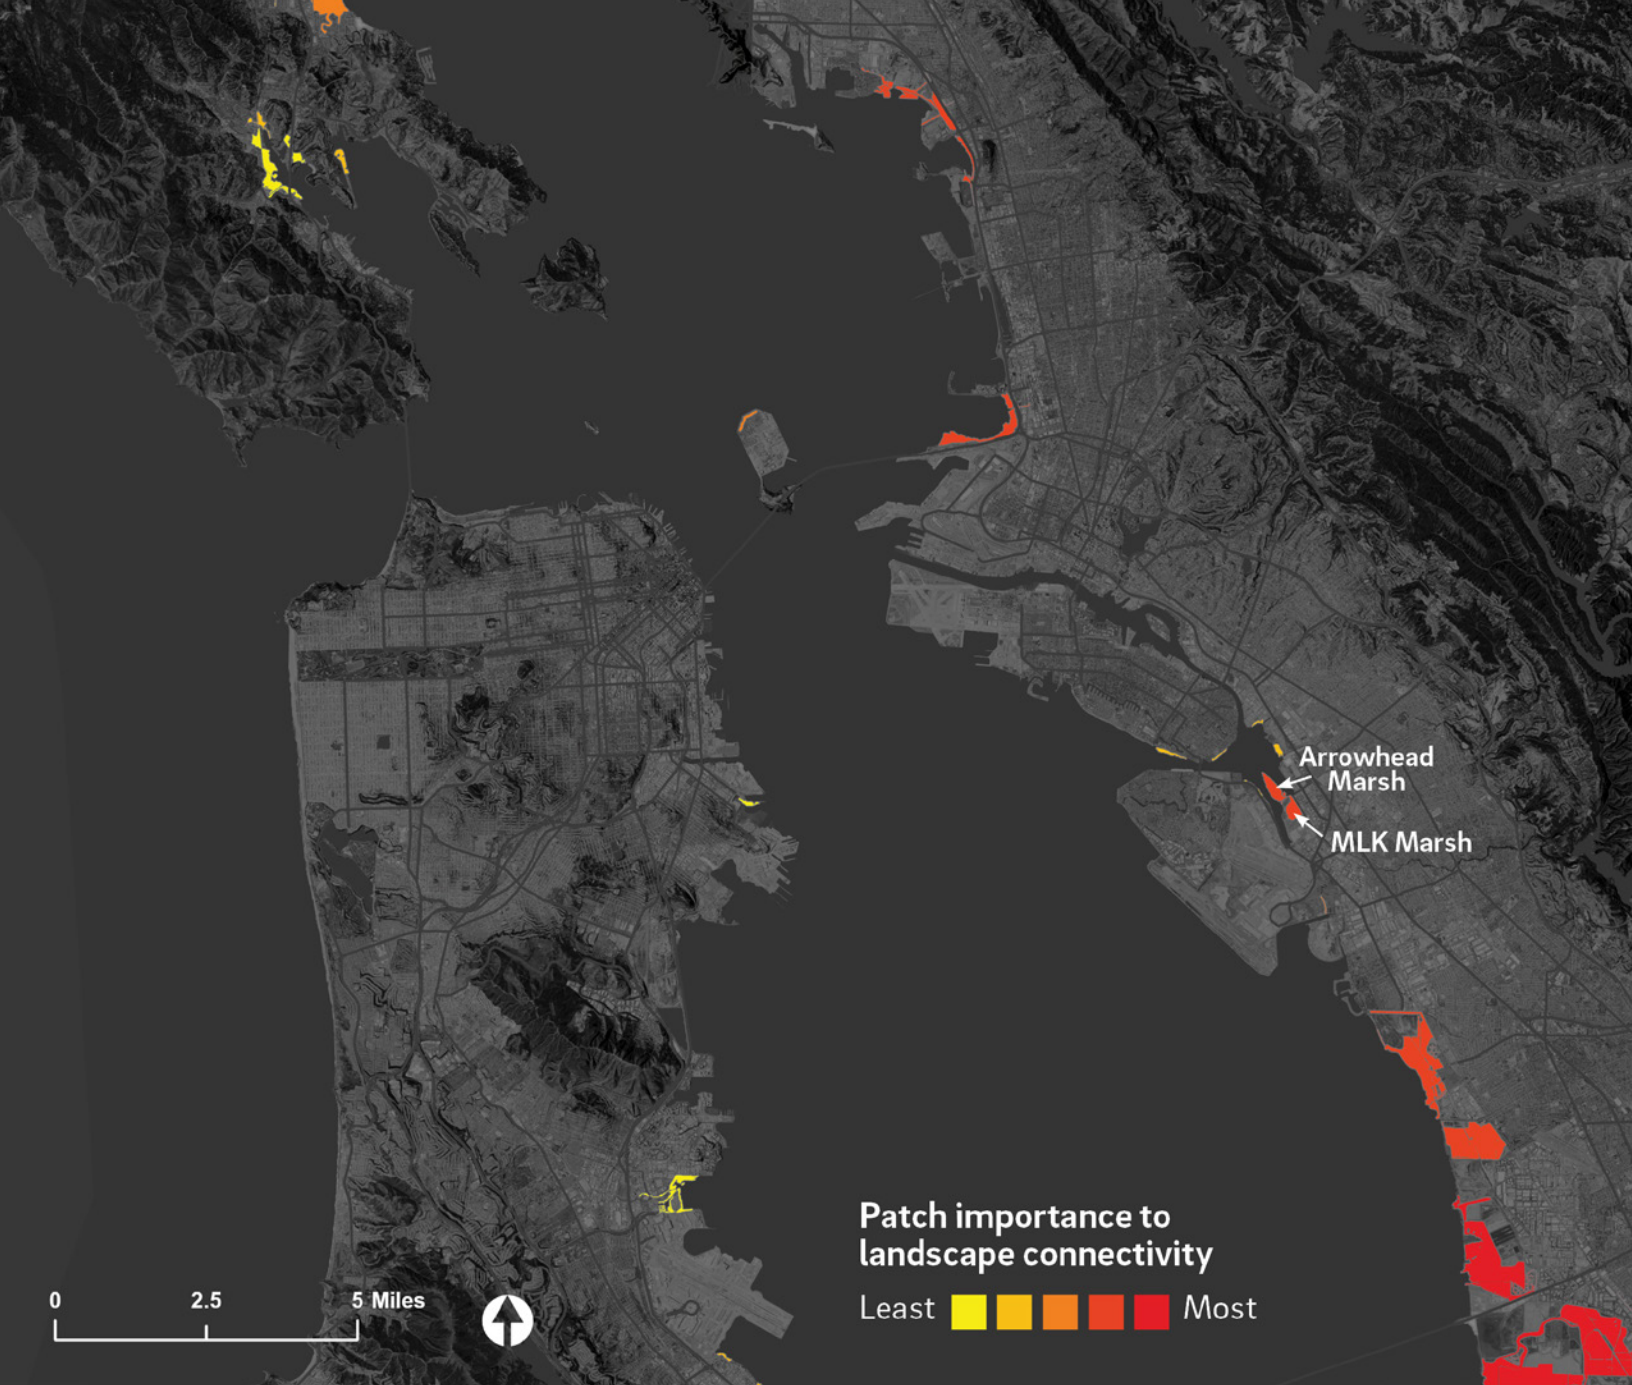 Arrowhead
Marsh
MLK Marsh
Patch importance to
landscape connectivity
Least Most
0 2.5 5 Miles